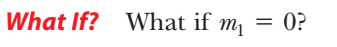 What If? What if m₁ = 0?